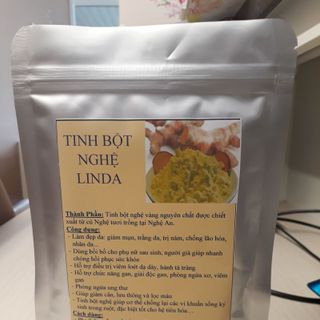 TINH BỘT
NGHỆ
LINDA
Thành Phần: Tinh bột nghệ vàng nguyên chất được chiết
xuất từ củ Nghệ tươi trồng tại Nghệ An.
Công dụng:
- Làm đẹp da: giảm mụn, trắng da, trị nám, chống lão hóa,
nhăn da...
- Dùng bồi bổ cho phụ nữ sau sinh, người già giúp nhanh
chóng hồi phục sức khỏe
- Hỗ trợ điều trị viêm loét dạ dày, hành tá tràng
- Hỗ trợ chức năng gan, giải độc gan, phòng ngừa xơ, viêm
gan
- Phòng ngừa ung thư
- Giúp giảm cân, lưu thông và lọc máu
- Tinh bột nghệ giúp cơ thể chống lại các vi khuẩn sống ký
sinh trong ruột, đặc biệt tốt cho hệ tiêu hóa...
Cách dùng: